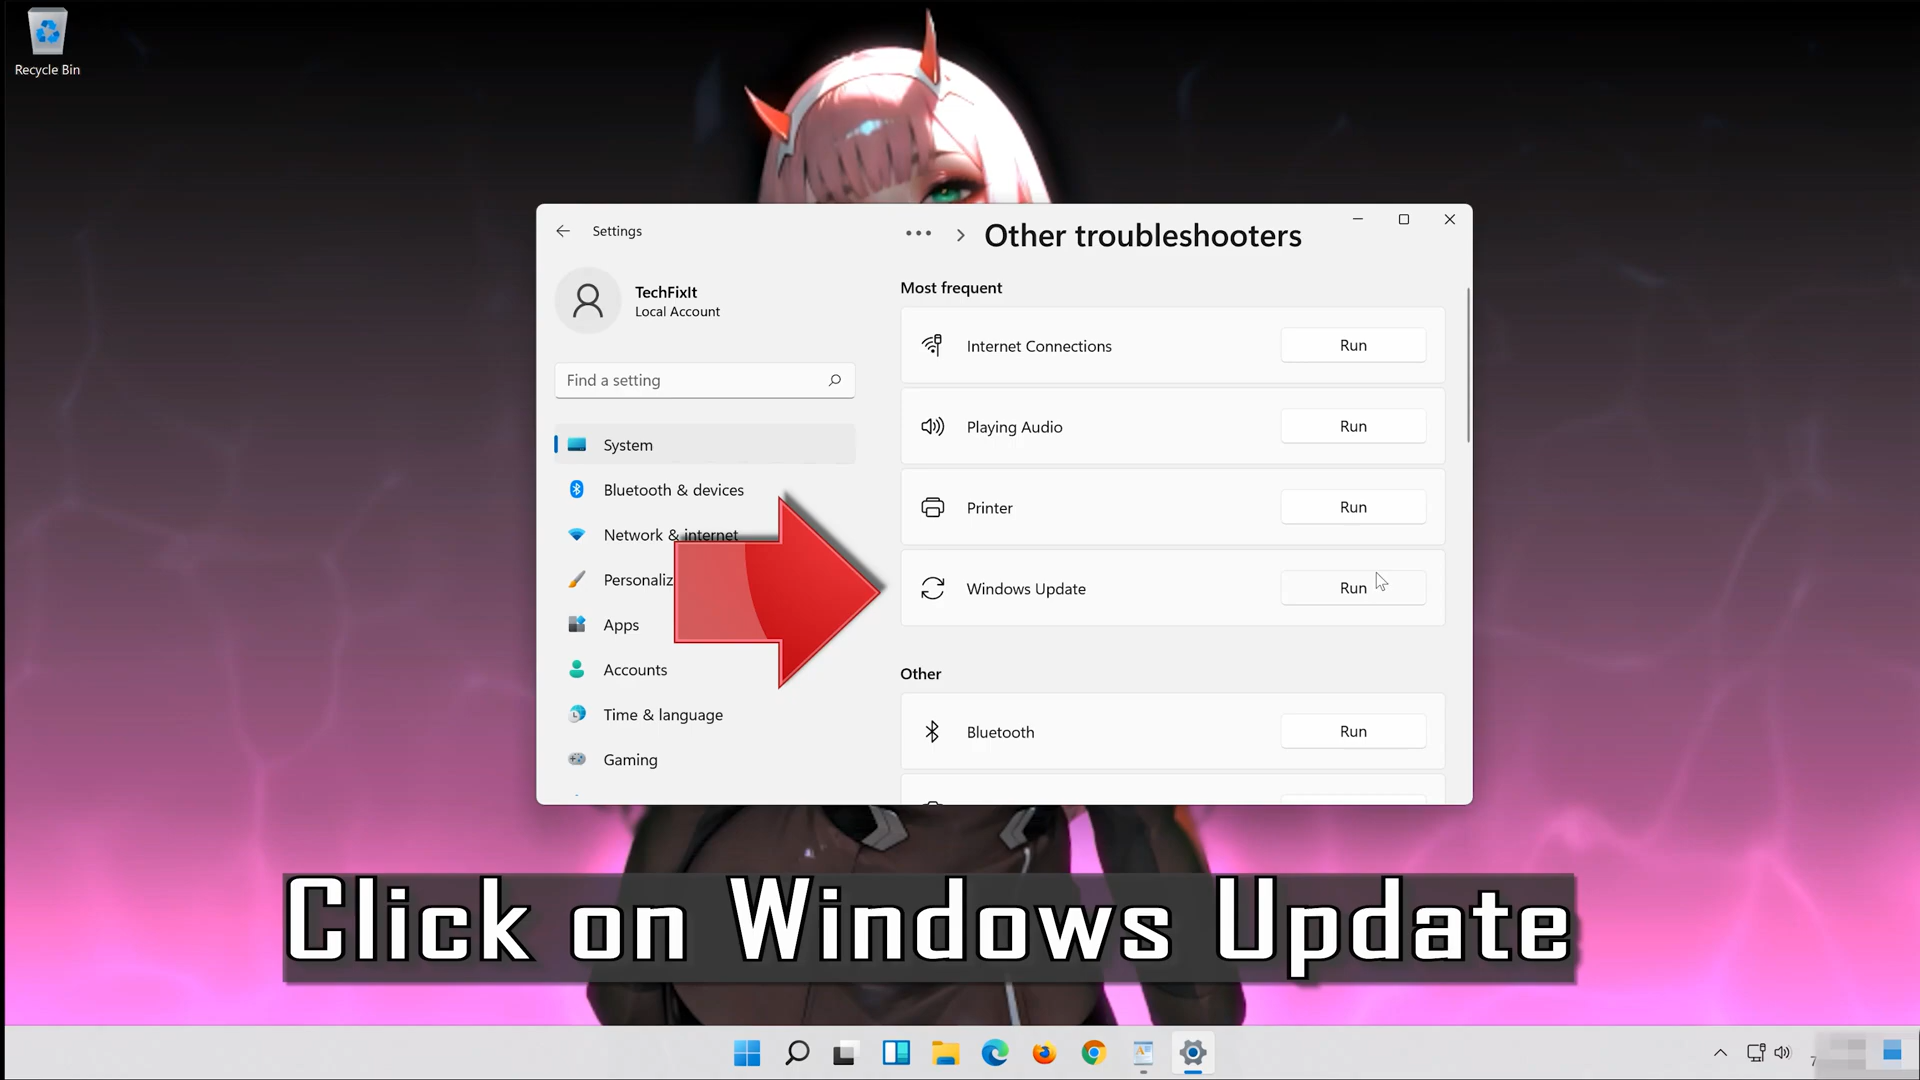 Recycle Bin
Settings
••• > Other troubleshooters
TechFixIt
Local Account
Find a setting
System
Bluetooth & devices
Network & internet
Personaliz
Apps
Accounts
Time & language
Gaming
Most frequent
Internet Connections Run
Playing Audio Run
Printer Run
Windows Update Run
Other
Bluetooth Run
Click on Windows Update